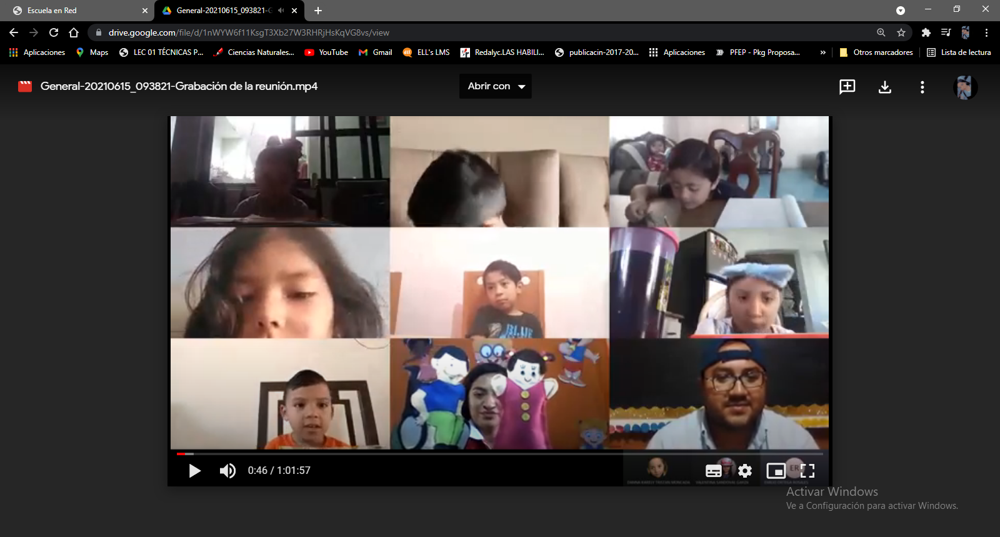 Escuela en Red
General-20210615_093821-G
drive.google.com/file/d/1nWYW6f11KsgT3Xb27W3RHRjHsKqVG8vs/view
Aplicaciones
Maps
LEC 01 TÉCNICAS P...
Ciencias Naturales...
YouTube
Gmail
ELL's LMS
Redalyc.LAS HABILI...
publicacin-2017-20...
Aplicaciones
PFEP - Pkg Proposa...
»
Otros marcadores
Lista de lectura
General-20210615_093821-Grabación de la reunión.mp4
Abrir con
BLUE
0:46 / 1:01:57
ER
Activar Windows
Ve a Configuración para activar Windows.